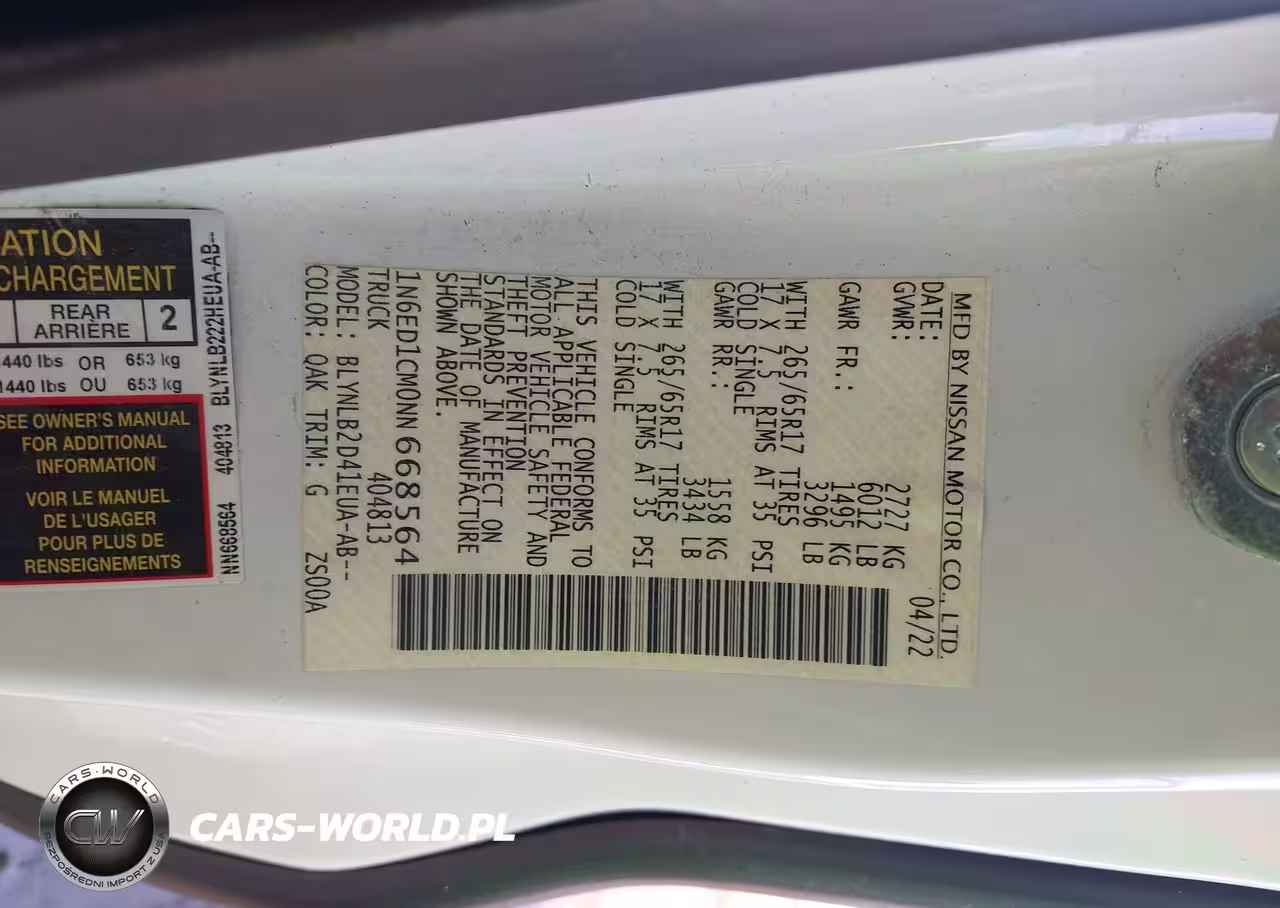 ATION
CHARGEMENT
REAR
ARRIÈRE
2
440 lbs OR 653 kg
440 lbs OU 653 kg
SEE OWNER'S MANUAL
FOR ADDITIONAL
INFORMATION
VOIR LE MANUEL
DE L'USAGER
POUR PLUS DE
RENSEIGNEMENTS
NN668564 404813 BLYNLB222HEUA-AB--
MFD BY NISSAN MOTOR CO., LTD.
DATE: 04/22
GVWR: 2727 KG
6012 LB
GAWR FR.: 1495 KG
3296 LB
WITH 265/65R17 TIRES
17 X 7.5 RIMS AT 35 PSI
COLD SINGLE
GAWR RR.: 1558 KG
3434 LB
WITH 265/65R17 TIRES
17 X 7.5 RIMS AT 35 PSI
COLD SINGLE
THIS VEHICLE CONFORMS TO
ALL APPLICABLE FEDERAL
MOTOR VEHICLE SAFETY AND
THEFT PREVENTION
STANDARDS IN EFFECT ON
THE DATE OF MANUFACTURE
SHOWN ABOVE.
1N6ED1CM0NN668564
TRUCK 404813
MODEL: BLYNLB2D41EUA-AB--
COLOR: QAK TRIM: G ZS00A
CARS-WORLD
CW
BEZPOŚREDNI IMPORT Z USA
CARS-WORLD.PL